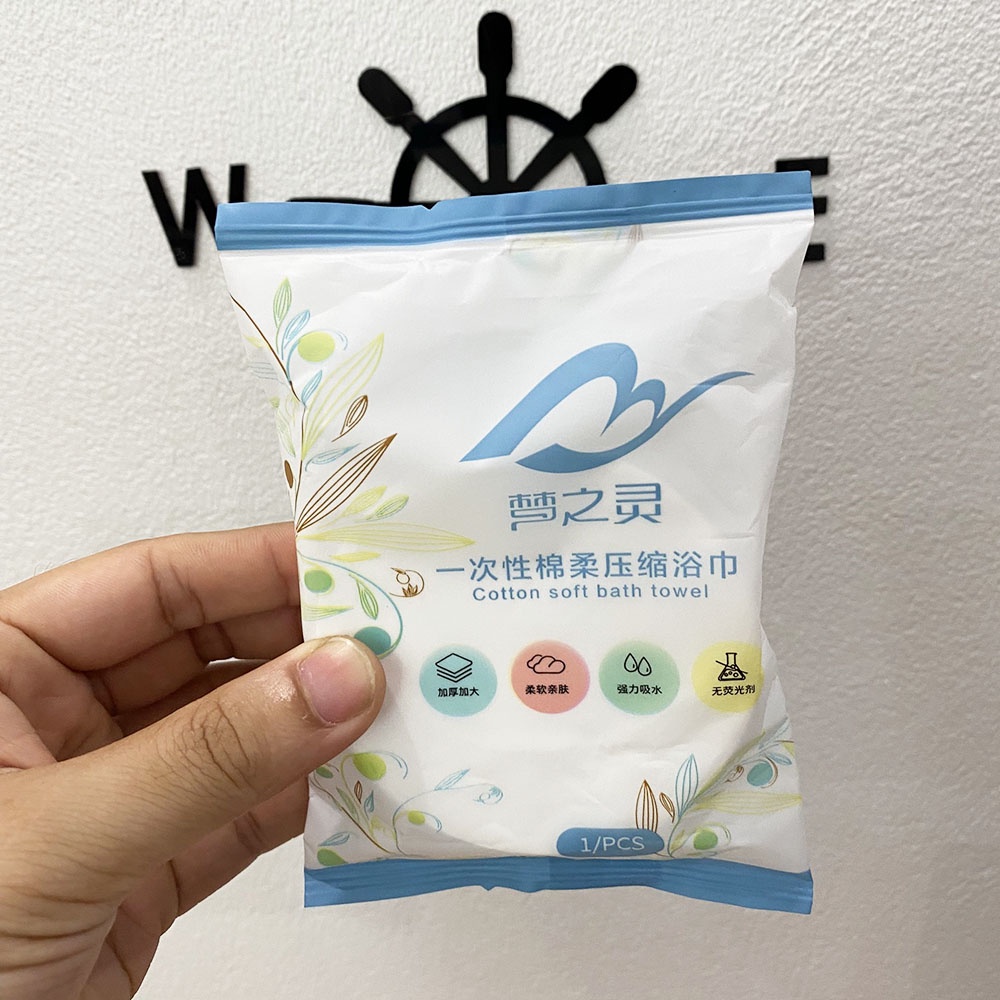 W
E
梦之灵
一次性棉柔压缩浴巾
Cotton soft bath towel
加厚加大
柔软亲肤
强力吸水
无荧光剂
1/PCS